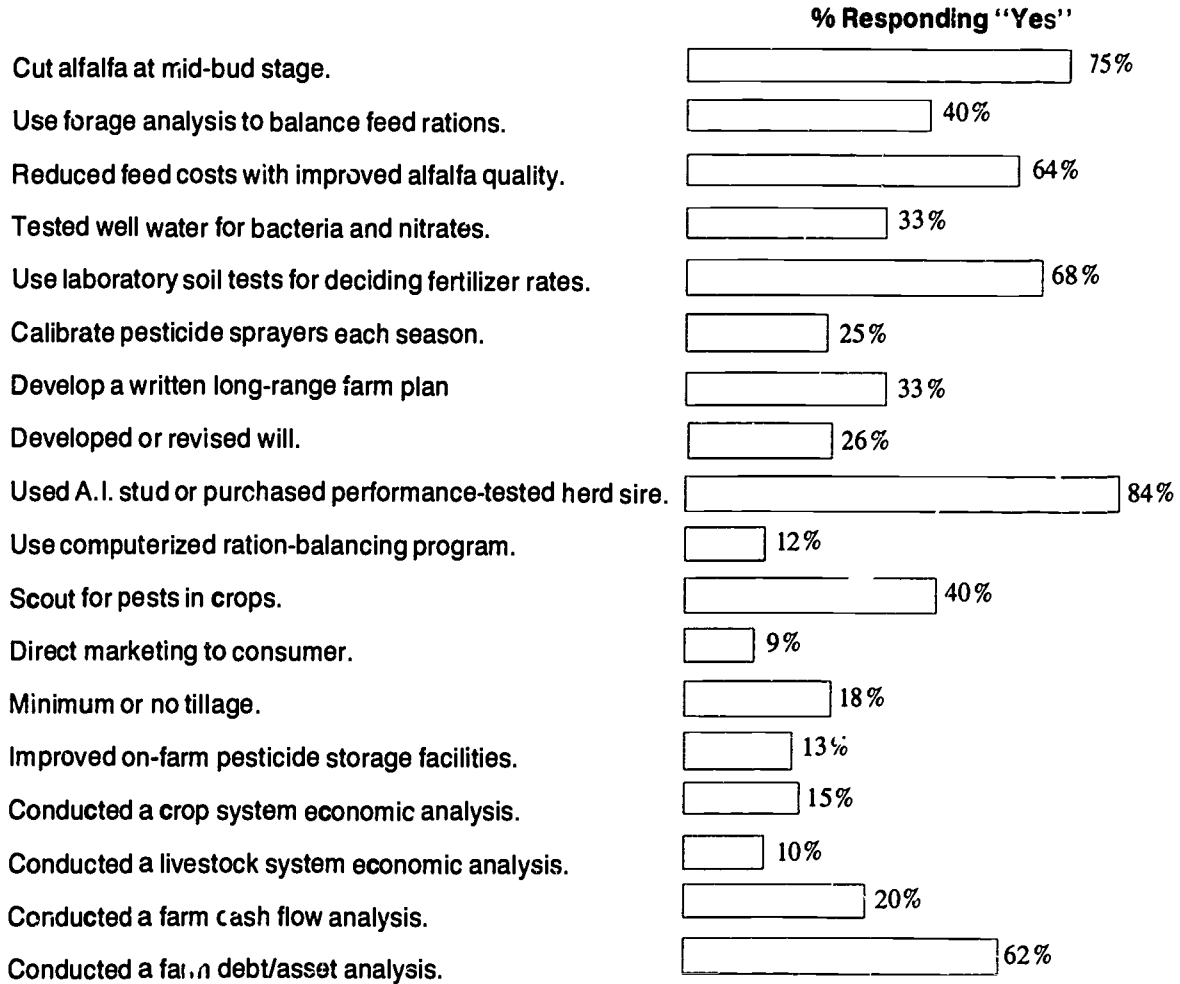 % Responding "Yes"
Cut alfalfa at mid-bud stage. 75%
Use forage analysis to balance feed rations. 40%
Reduced feed costs with improved alfalfa quality. 64%
Tested well water for bacteria and nitrates. 33%
Use laboratory soil tests for deciding fertilizer rates. 68%
Calibrate pesticide sprayers each season. 25%
Develop a written long-range farm plan 33%
Developed or revised will. 26%
Used A.I. stud or purchased performance-tested herd sire. 84%
Use computerized ration-balancing program. 12%
Scout for pests in crops. 40%
Direct marketing to consumer. 9%
Minimum or no tillage. 18%
Improved on-farm pesticide storage facilities. 13%
Conducted a crop system economic analysis. 15%
Conducted a livestock system economic analysis. 10%
Conducted a farm cash flow analysis. 20%
Conducted a farm debt/asset analysis. 62%